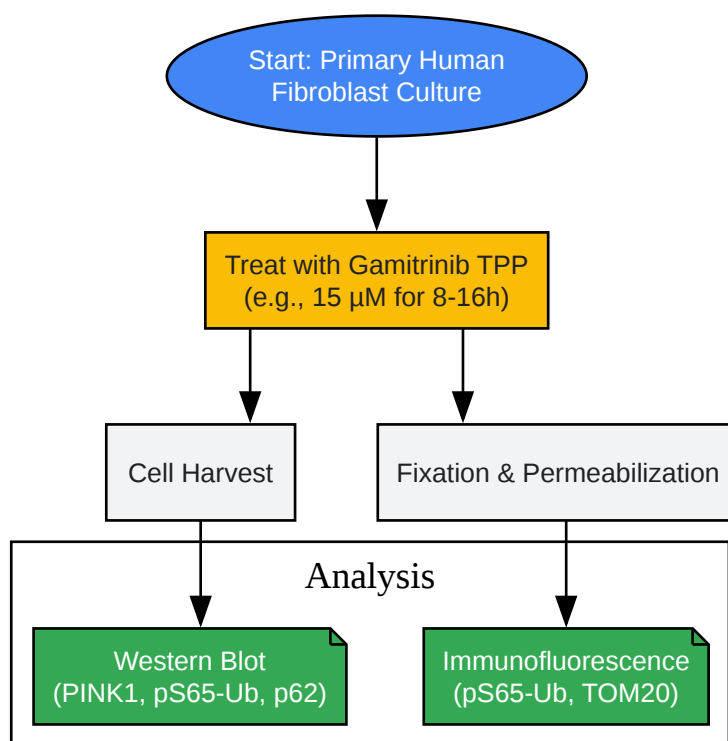 Start: Primary Human
Fibroblast Culture
Treat with Gamitrinib TPP
(e.g., 15 µM for 8-16h)
Cell Harvest
Fixation & Permeabilization
Analysis
Western Blot
(PINK1, pS65-Ub, p62)
Immunofluorescence
(pS65-Ub, TOM20)